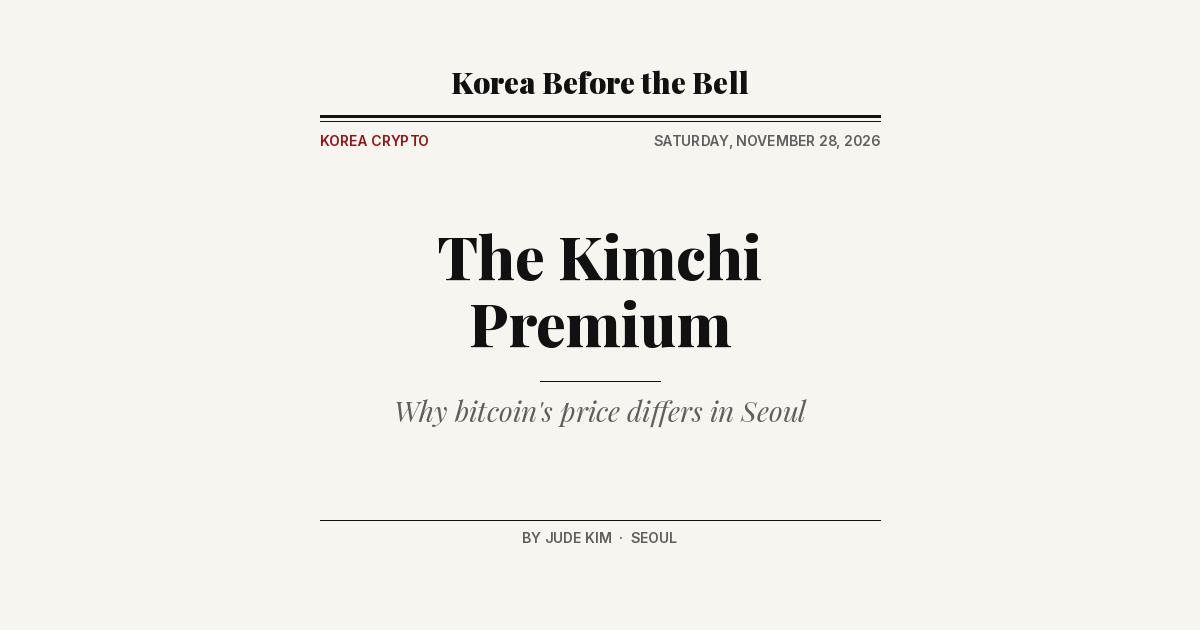 Korea Before the Bell
KOREA CRYPTO
SATURDAY, NOVEMBER 28, 2026
The Kimchi
Premium
Why bitcoin's price differs in Seoul
BY JUDE KIM · SEOUL